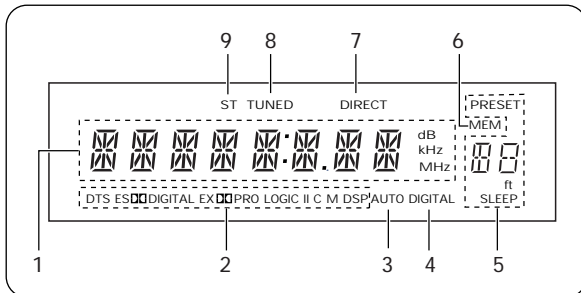 9 8 7 6
ST TUNED DIRECT PRESET
MEM
dB
kHz
MHz
ft
DTS ES DIGITAL EX PRO LOGIC II C M DSP AUTO DIGITAL SLEEP
1 2 3 4 5